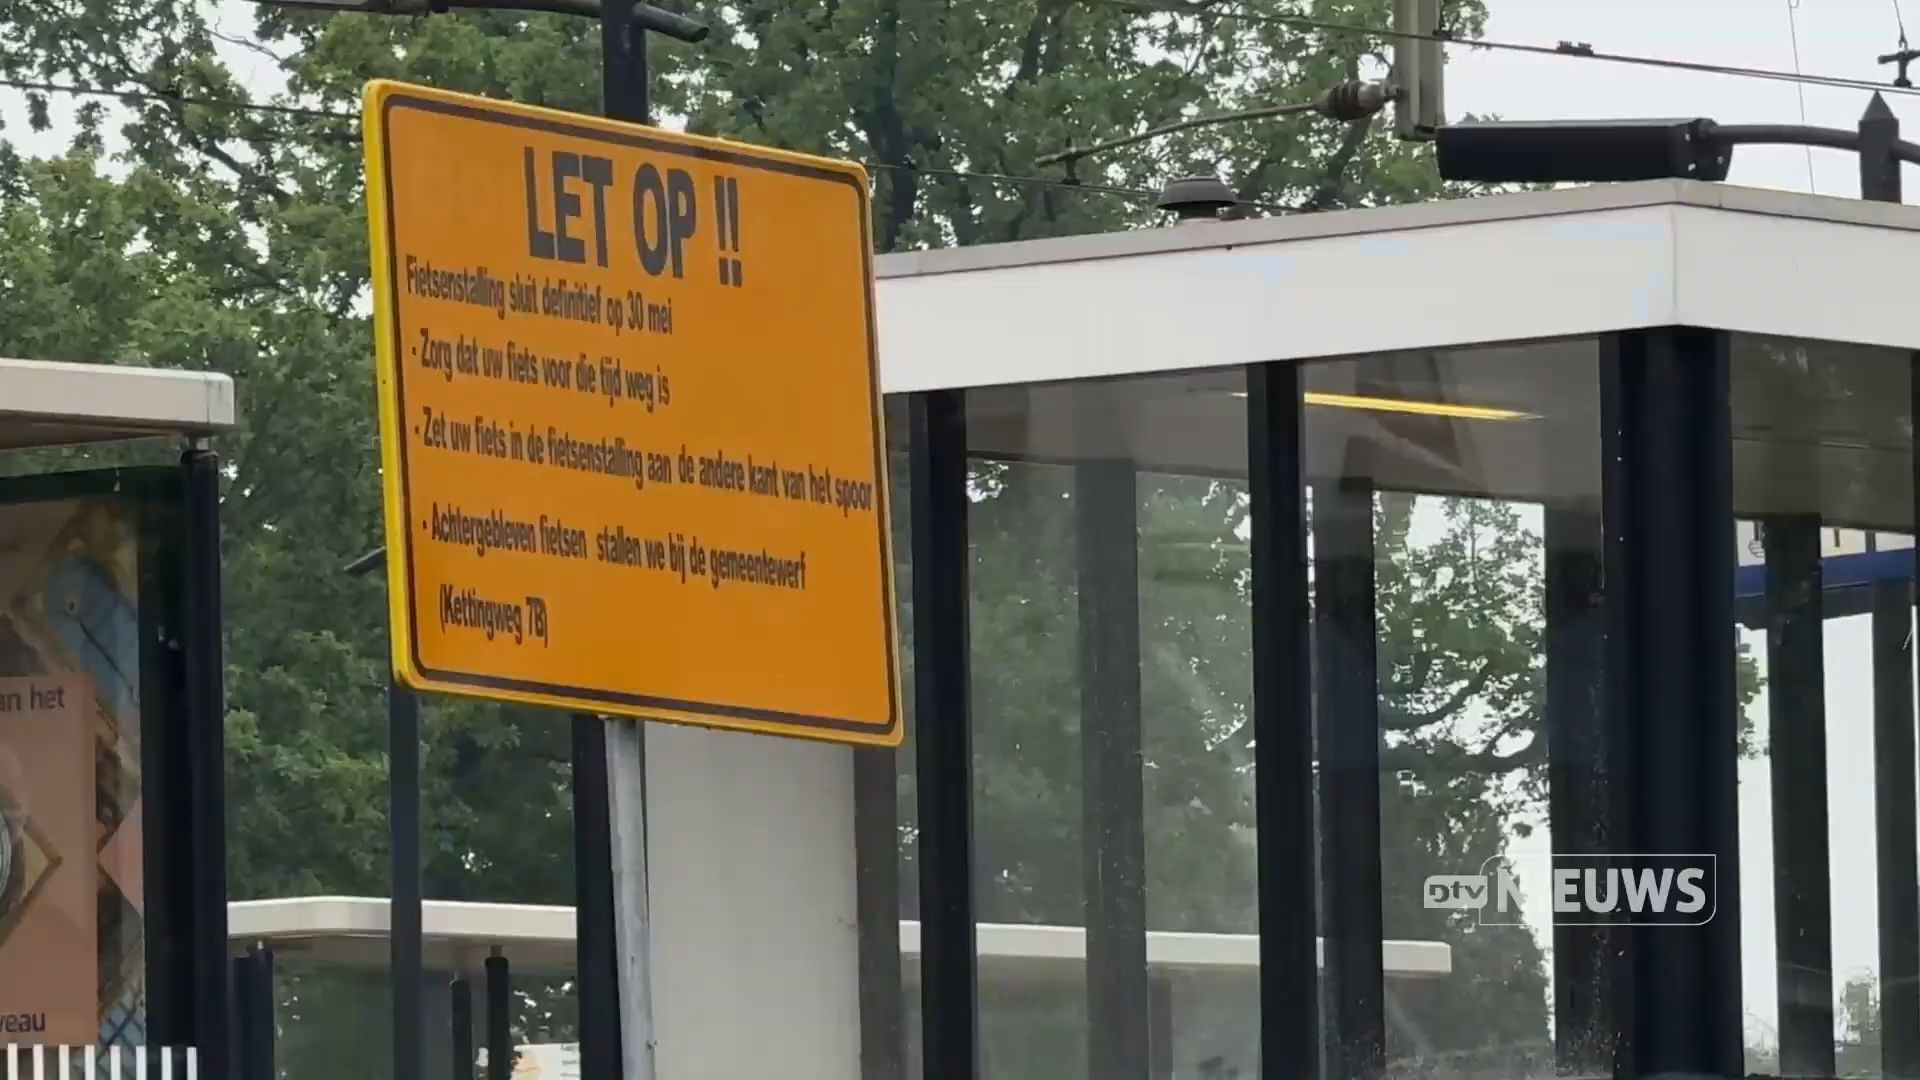 LET OP !!
Fietsenstalling sluit definitief op 30 mei
- Zorg dat uw fiets voor die tijd weg is
- Zet uw fiets in de fietsenstalling aan de andere kant van het spoor
- Achtergebleven fietsen stallen we bij de gemeentewerf
(Kettingweg 7B)
an het
veau
DTV NIEUWS